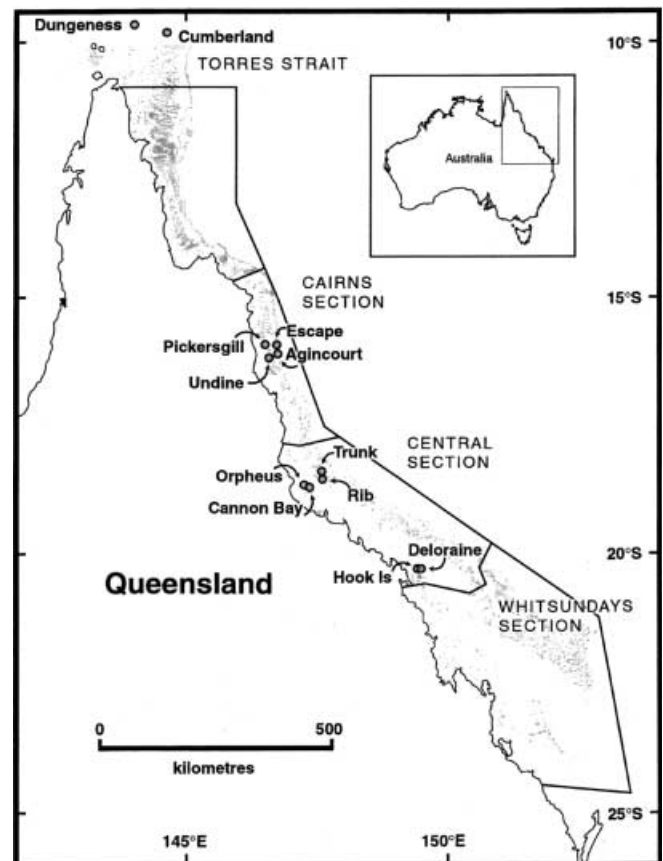 Dungeness
Cumberland
TORRES STRAIT
10°S
Australia
CAIRNS
SECTION
15°S
Escape
Pickersgill
Agincourt
Undine
CENTRAL
SECTION
Trunk
Orpheus
Rib
Cannon Bay
Deloraine
20°S
Hook Is
Queensland
WHITSUNDAYS
SECTION
0 500
kilometres
25°S
145°E 150°E